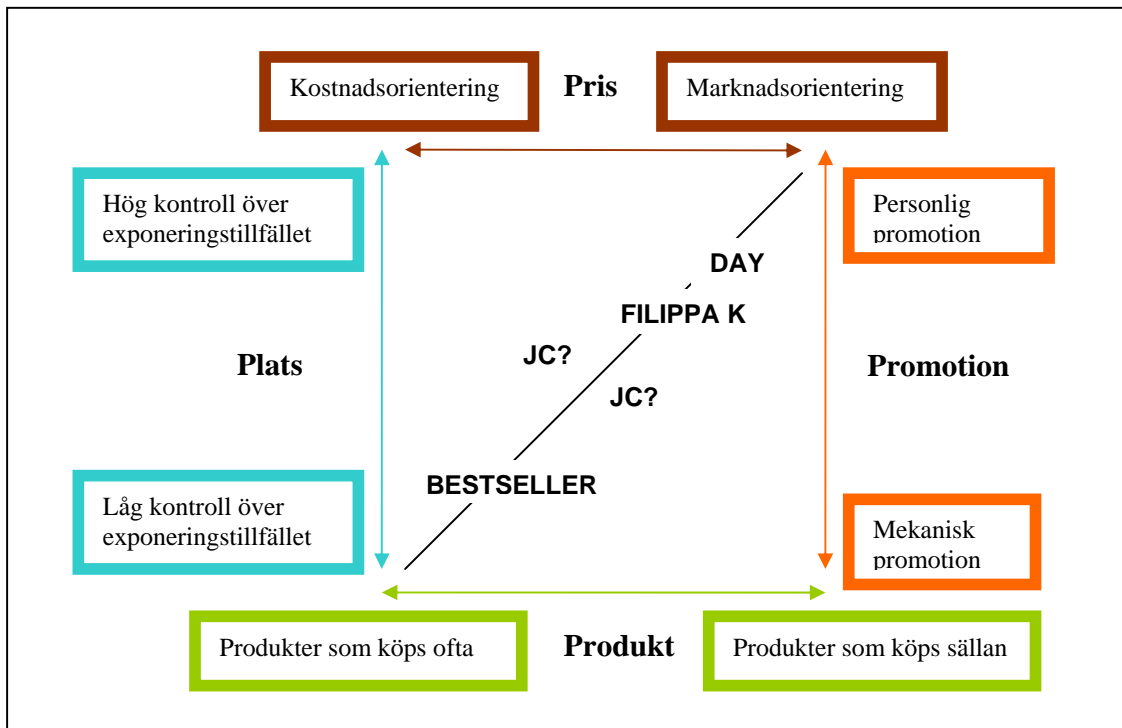 Kostnadsorientering
Pris
Marknadsorientering
Hög kontroll över
exponeringstillfället
Personlig
promotion
DAY
FILIPPA K
JC?
Plats
Promotion
JC?
BESTSELLER
Låg kontroll över
exponeringstillfället
Mekanisk
promotion
Produkter som köps ofta
Produkt
Produkter som köps sällan